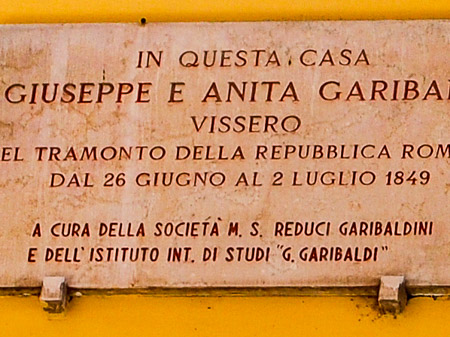 IN QUESTA CASA
GIUSEPPE E ANITA GARIBAL
VISSERO
EL TRAMONTO DELLA REPUBBLICA ROM
DAL 26 GIUGNO AL 2 LUGLIO 1849
A CURA DELLA SOCIETÀ M. S. REDUCI GARIBALDINI
E DELL'ISTITUTO INT. DI STUDI "G. GARIBALDI"